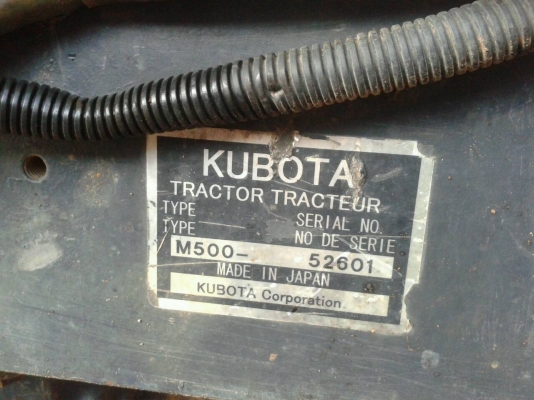 KUBOTA
TRACTOR TRACTEUR
TYPE SERIAL NO.
TYPE NO DE SERIE
M500- 52601
MADE IN JAPAN
KUBOTA Corporation